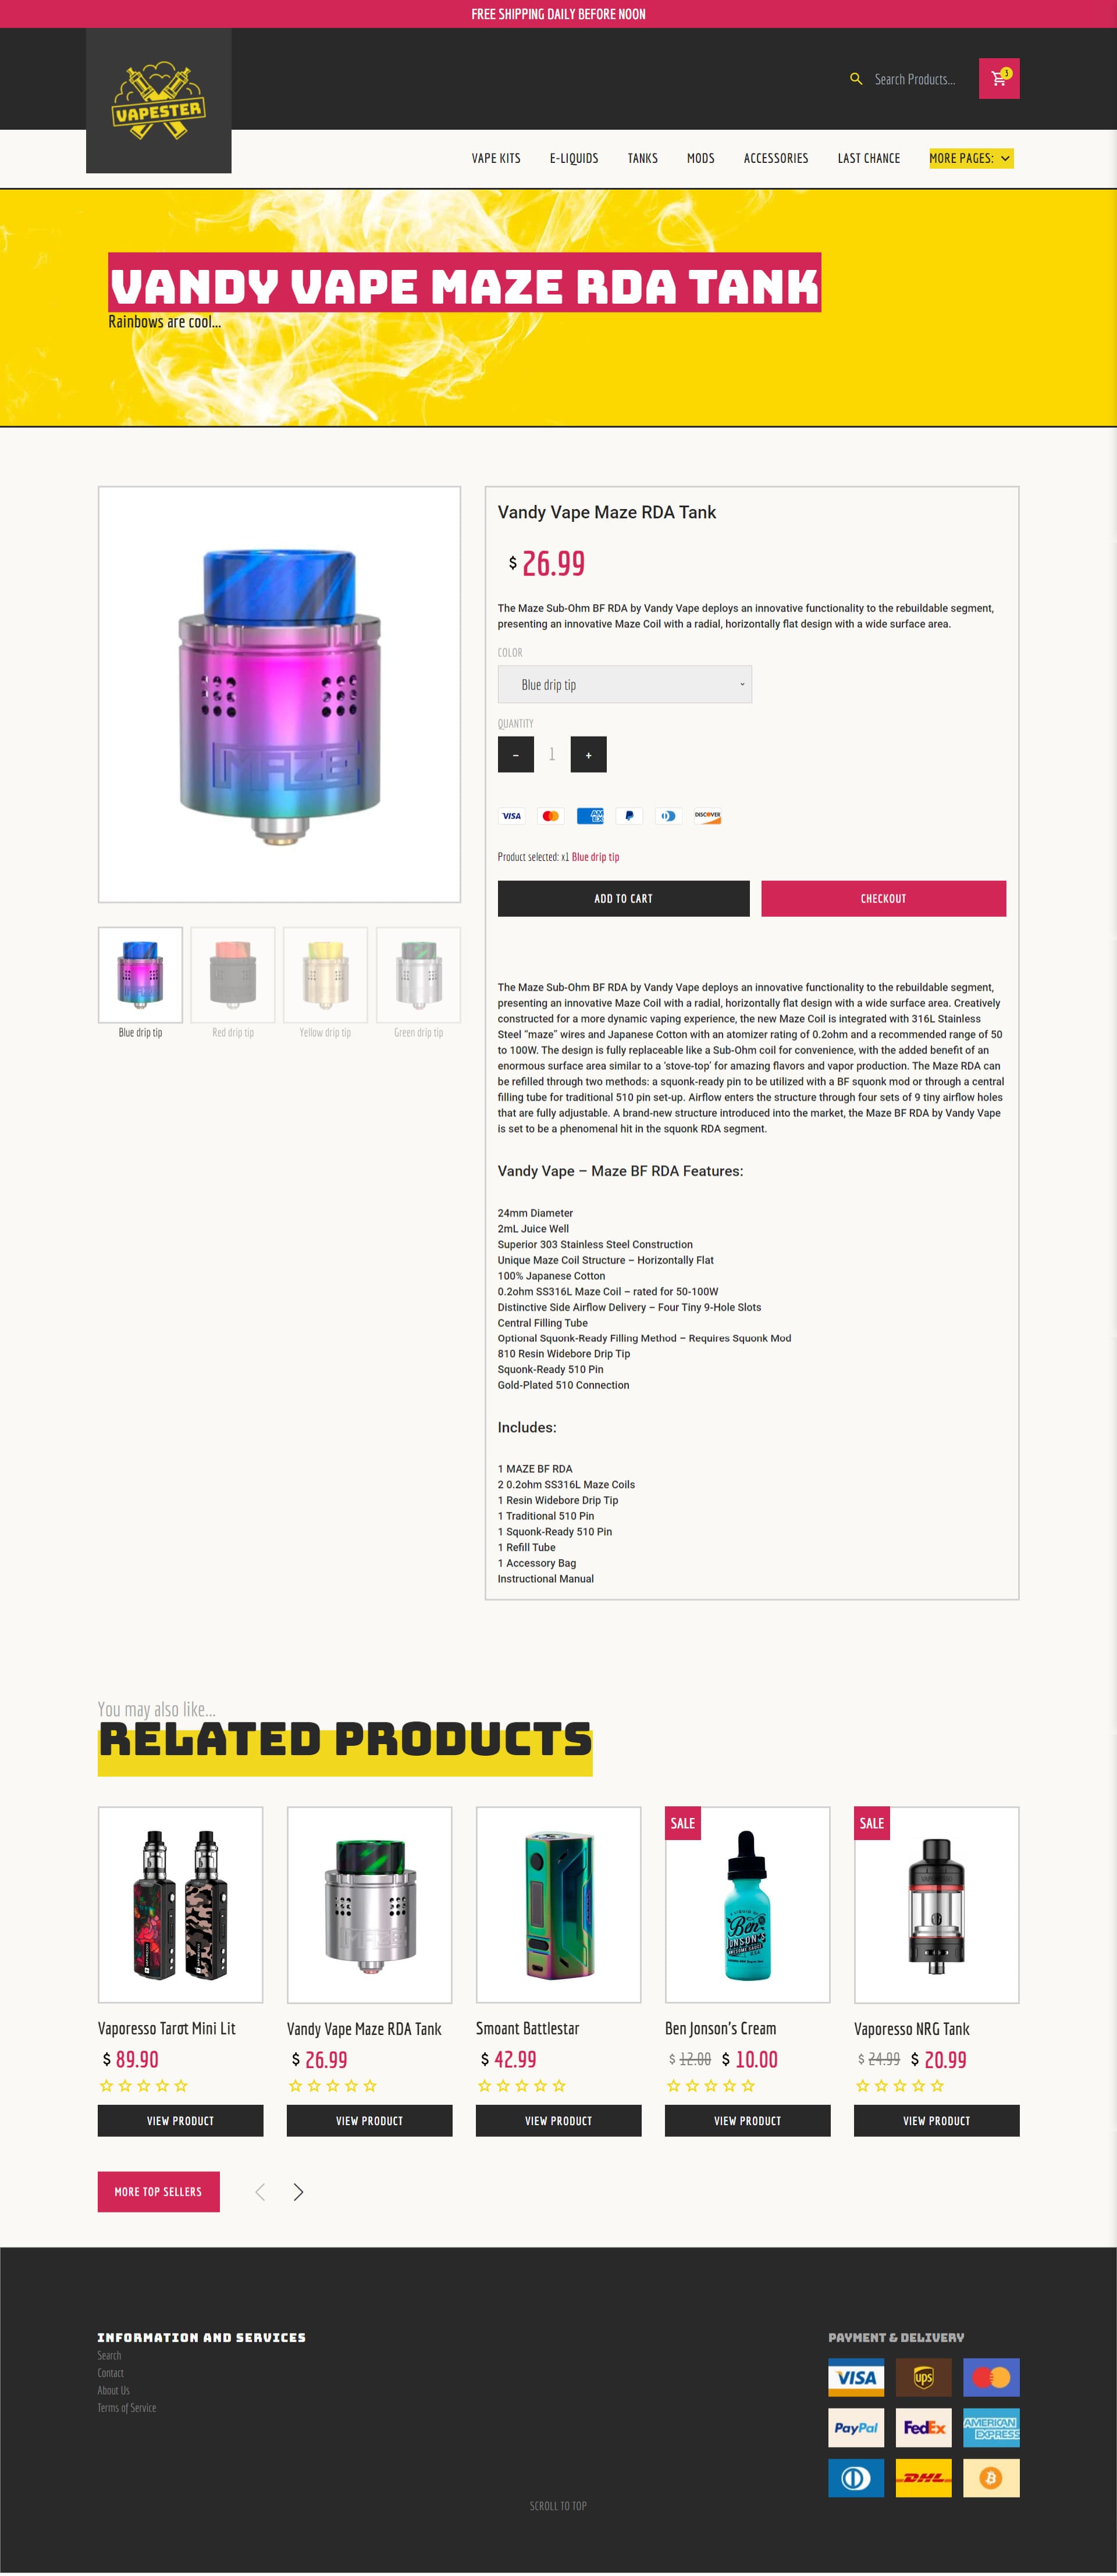 FREE SHIPPING DAILY BEFORE NOON
VAPESTER
Search Products...
VAPE KITS
E-LIQUIDS
TANKS
MODS
ACCESSORIES
LAST CHANCE
MORE PAGES:
VANDY VAPE MAZE RDA TANK
Rainbows are cool...
MAZE
Blue drip tip
Red drip tip
Yellow drip tip
Green drip tip
Vandy Vape Maze RDA Tank
$ 26.99
The Maze Sub-Ohm BF RDA by Vandy Vape deploys an innovative functionality to the rebuildable segment,
presenting an innovative Maze Coil with a radial, horizontally flat design with a wide surface area.
COLOR
Blue drip tip
QUANTITY
– 1 +
VISA
AMEX
DISCOVER
Product selected: x1 Blue drip tip
ADD TO CART
CHECKOUT
The Maze Sub-Ohm BF RDA by Vandy Vape deploys an innovative functionality to the rebuildable segment,
presenting an innovative Maze Coil with a radial, horizontally flat design with a wide surface area. Creatively
constructed for a more dynamic vaping experience, the new Maze Coil is integrated with 316L Stainless
Steel “maze” wires and Japanese Cotton with an atomizer rating of 0.2ohm and a recommended range of 50
to 100W. The design is fully replaceable like a Sub-Ohm coil for convenience, with the added benefit of an
enormous surface area similar to a ‘stove-top’ for amazing flavors and vapor production. The Maze RDA can
be refilled through two methods: a squonk-ready pin to be utilized with a BF squonk mod or through a central
filling tube for traditional 510 pin set-up. Airflow enters the structure through four sets of 9 tiny airflow holes
that are fully adjustable. A brand-new structure introduced into the market, the Maze BF RDA by Vandy Vape
is set to be a phenomenal hit in the squonk RDA segment.
Vandy Vape – Maze BF RDA Features:
24mm Diameter
2mL Juice Well
Superior 303 Stainless Steel Construction
Unique Maze Coil Structure – Horizontally Flat
100% Japanese Cotton
0.2ohm SS316L Maze Coil – rated for 50-100W
Distinctive Side Airflow Delivery – Four Tiny 9-Hole Slots
Central Filling Tube
Optional Squonk-Ready Filling Method – Requires Squonk Mod
810 Resin Widebore Drip Tip
Squonk-Ready 510 Pin
Gold-Plated 510 Connection
Includes:
1 MAZE BF RDA
2 0.2ohm SS316L Maze Coils
1 Resin Widebore Drip Tip
1 Traditional 510 Pin
1 Squonk-Ready 510 Pin
1 Refill Tube
1 Accessory Bag
Instructional Manual
You may also like...
RELATED PRODUCTS
MAZE
SALE
Ben
JONSON'S
SALE
Vaporesso Tarot Mini Lit
$ 89.90
VIEW PRODUCT
Vandy Vape Maze RDA Tank
$ 26.99
VIEW PRODUCT
Smoant Battlestar
$ 42.99
VIEW PRODUCT
Ben Jonson's Cream
$ 12.00 $ 10.00
VIEW PRODUCT
Vaporesso NRG Tank
$ 24.99 $ 20.99
VIEW PRODUCT
MORE TOP SELLERS
INFORMATION AND SERVICES
Search
Contact
About Us
Terms of Service
PAYMENT & DELIVERY
VISA
ups
PayPal
FedEx
AMERICAN EXPRESS
DHL
SCROLL TO TOP